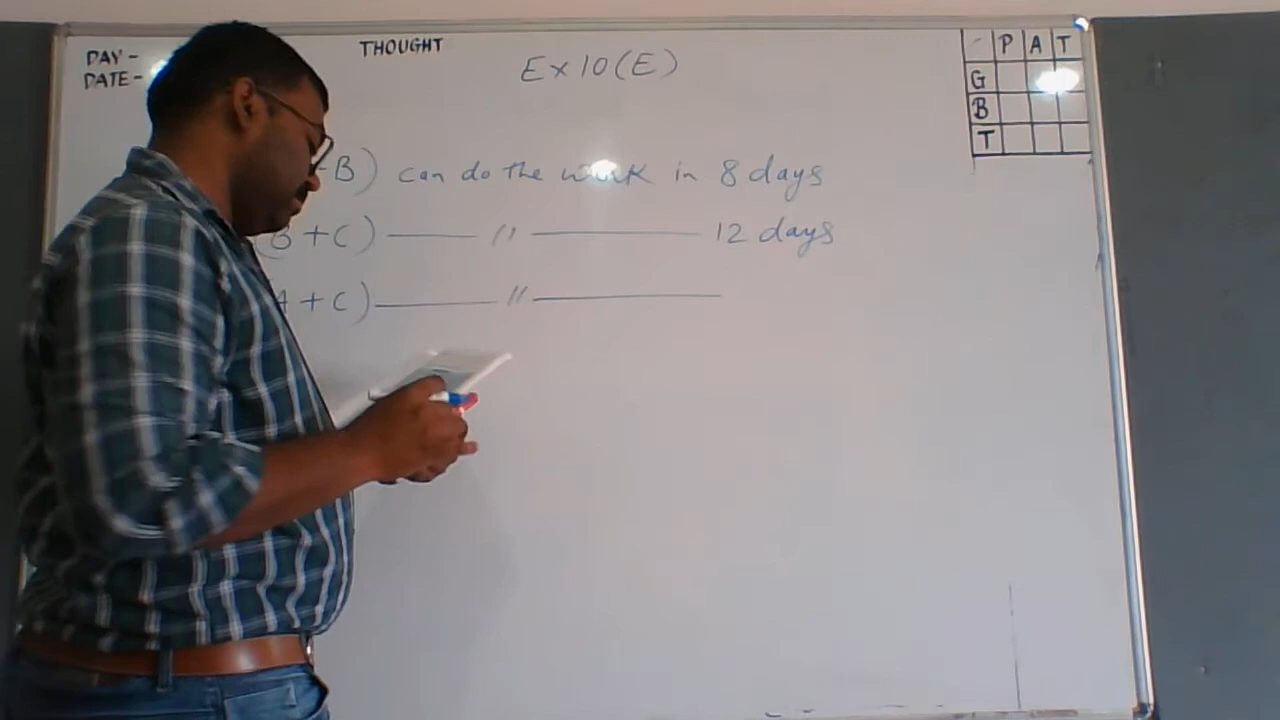 DAY -
DATE -
THOUGHT
Ex 10(E)
P A T
G
B
T
B) can do the work in 8 days
B + C) —— // —— 12 days
A + C) —— // ——